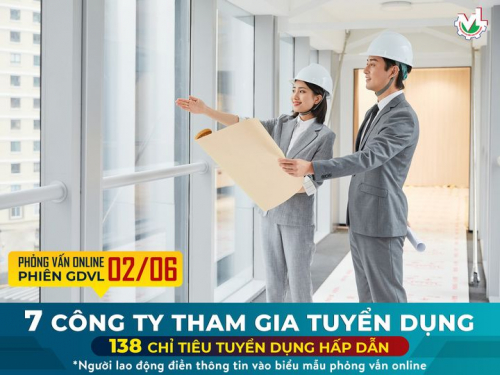 PHỎNG VẤN ONLINE
PHIÊN GDVL
02/06
7 CÔNG TY THAM GIA TUYỂN DỤNG
138 CHỈ TIÊU TUYỂN DỤNG HẤP DẪN
*Người lao động điền thông tin vào biểu mẫu phỏng vấn online